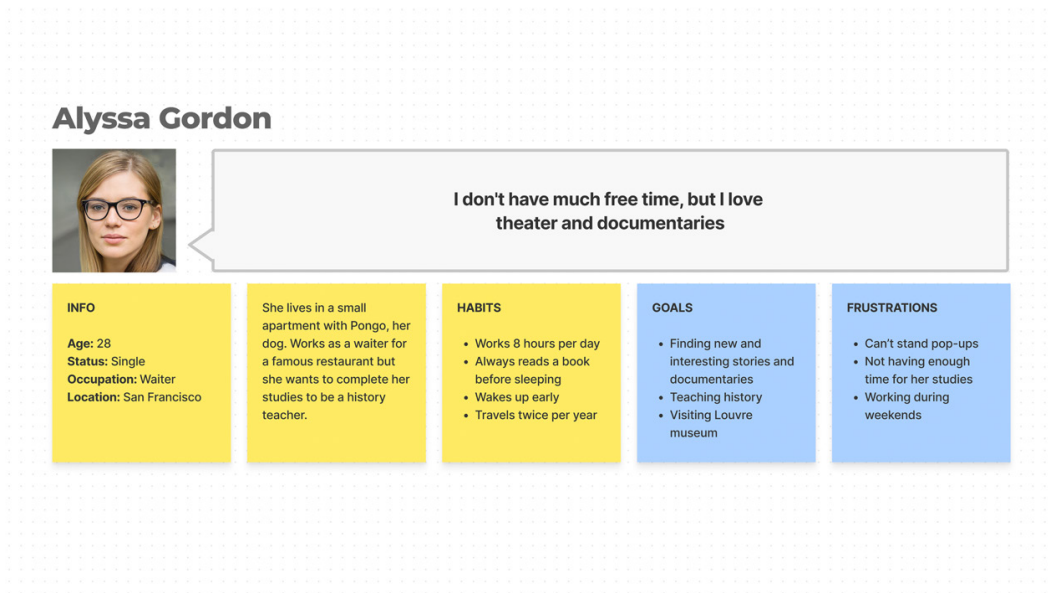 Alyssa Gordon
I don't have much free time, but I love
theater and documentaries
INFO
Age: 28
Status: Single
Occupation: Waiter
Location: San Francisco
She lives in a small
apartment with Pongo, her
dog. Works as a waiter for
a famous restaurant but
she wants to complete her
studies to be a history
teacher.
HABITS
• Works 8 hours per day
• Always reads a book
before sleeping
• Wakes up early
• Travels twice per year
GOALS
• Finding new and
interesting stories and
documentaries
• Teaching history
• Visiting Louvre
museum
FRUSTRATIONS
• Can't stand pop-ups
• Not having enough
time for her studies
• Working during
weekends